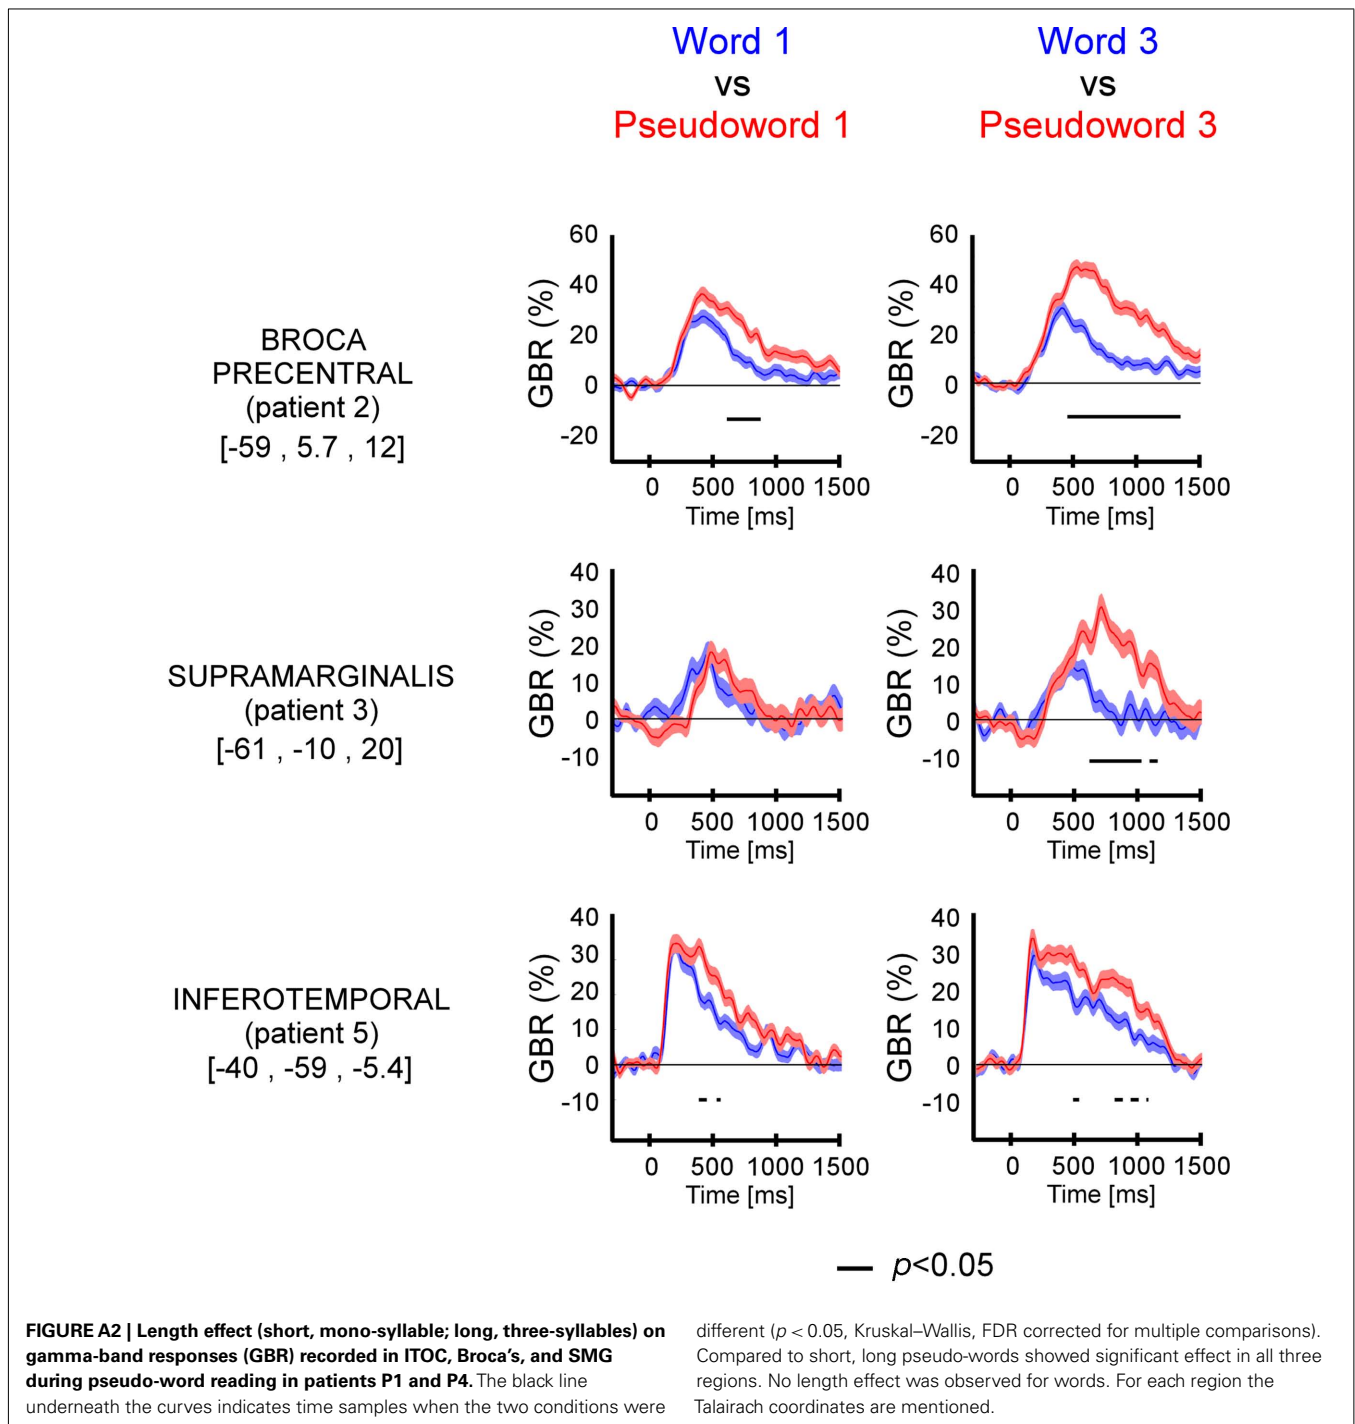 Word 1
vs
Pseudoword 1
Word 3
vs
Pseudoword 3
BROCA
PRECENTRAL
(patient 2)
[-59 , 5.7 , 12]
GBR (%)
60
40
20
0
-20
0 500 1000 1500
Time [ms]
GBR (%)
60
40
20
0
-20
0 500 1000 1500
Time [ms]
SUPRAMARGINALIS
(patient 3)
[-61 , -10 , 20]
GBR (%)
40
30
20
10
0
-10
0 500 1000 1500
Time [ms]
GBR (%)
40
30
20
10
0
-10
0 500 1000 1500
Time [ms]
INFEROTEMPORAL
(patient 5)
[-40 , -59 , -5.4]
GBR (%)
40
30
20
10
0
-10
0 500 1000 1500
Time [ms]
GBR (%)
40
30
20
10
0
-10
0 500 1000 1500
Time [ms]
p<0.05
FIGURE A2 | Length effect (short, mono-syllable; long, three-syllables) on
gamma-band responses (GBR) recorded in ITOC, Broca's, and SMG
during pseudo-word reading in patients P1 and P4. The black line
underneath the curves indicates time samples when the two conditions were
different (p < 0.05, Kruskal–Wallis, FDR corrected for multiple comparisons).
Compared to short, long pseudo-words showed significant effect in all three
regions. No length effect was observed for words. For each region the
Talairach coordinates are mentioned.